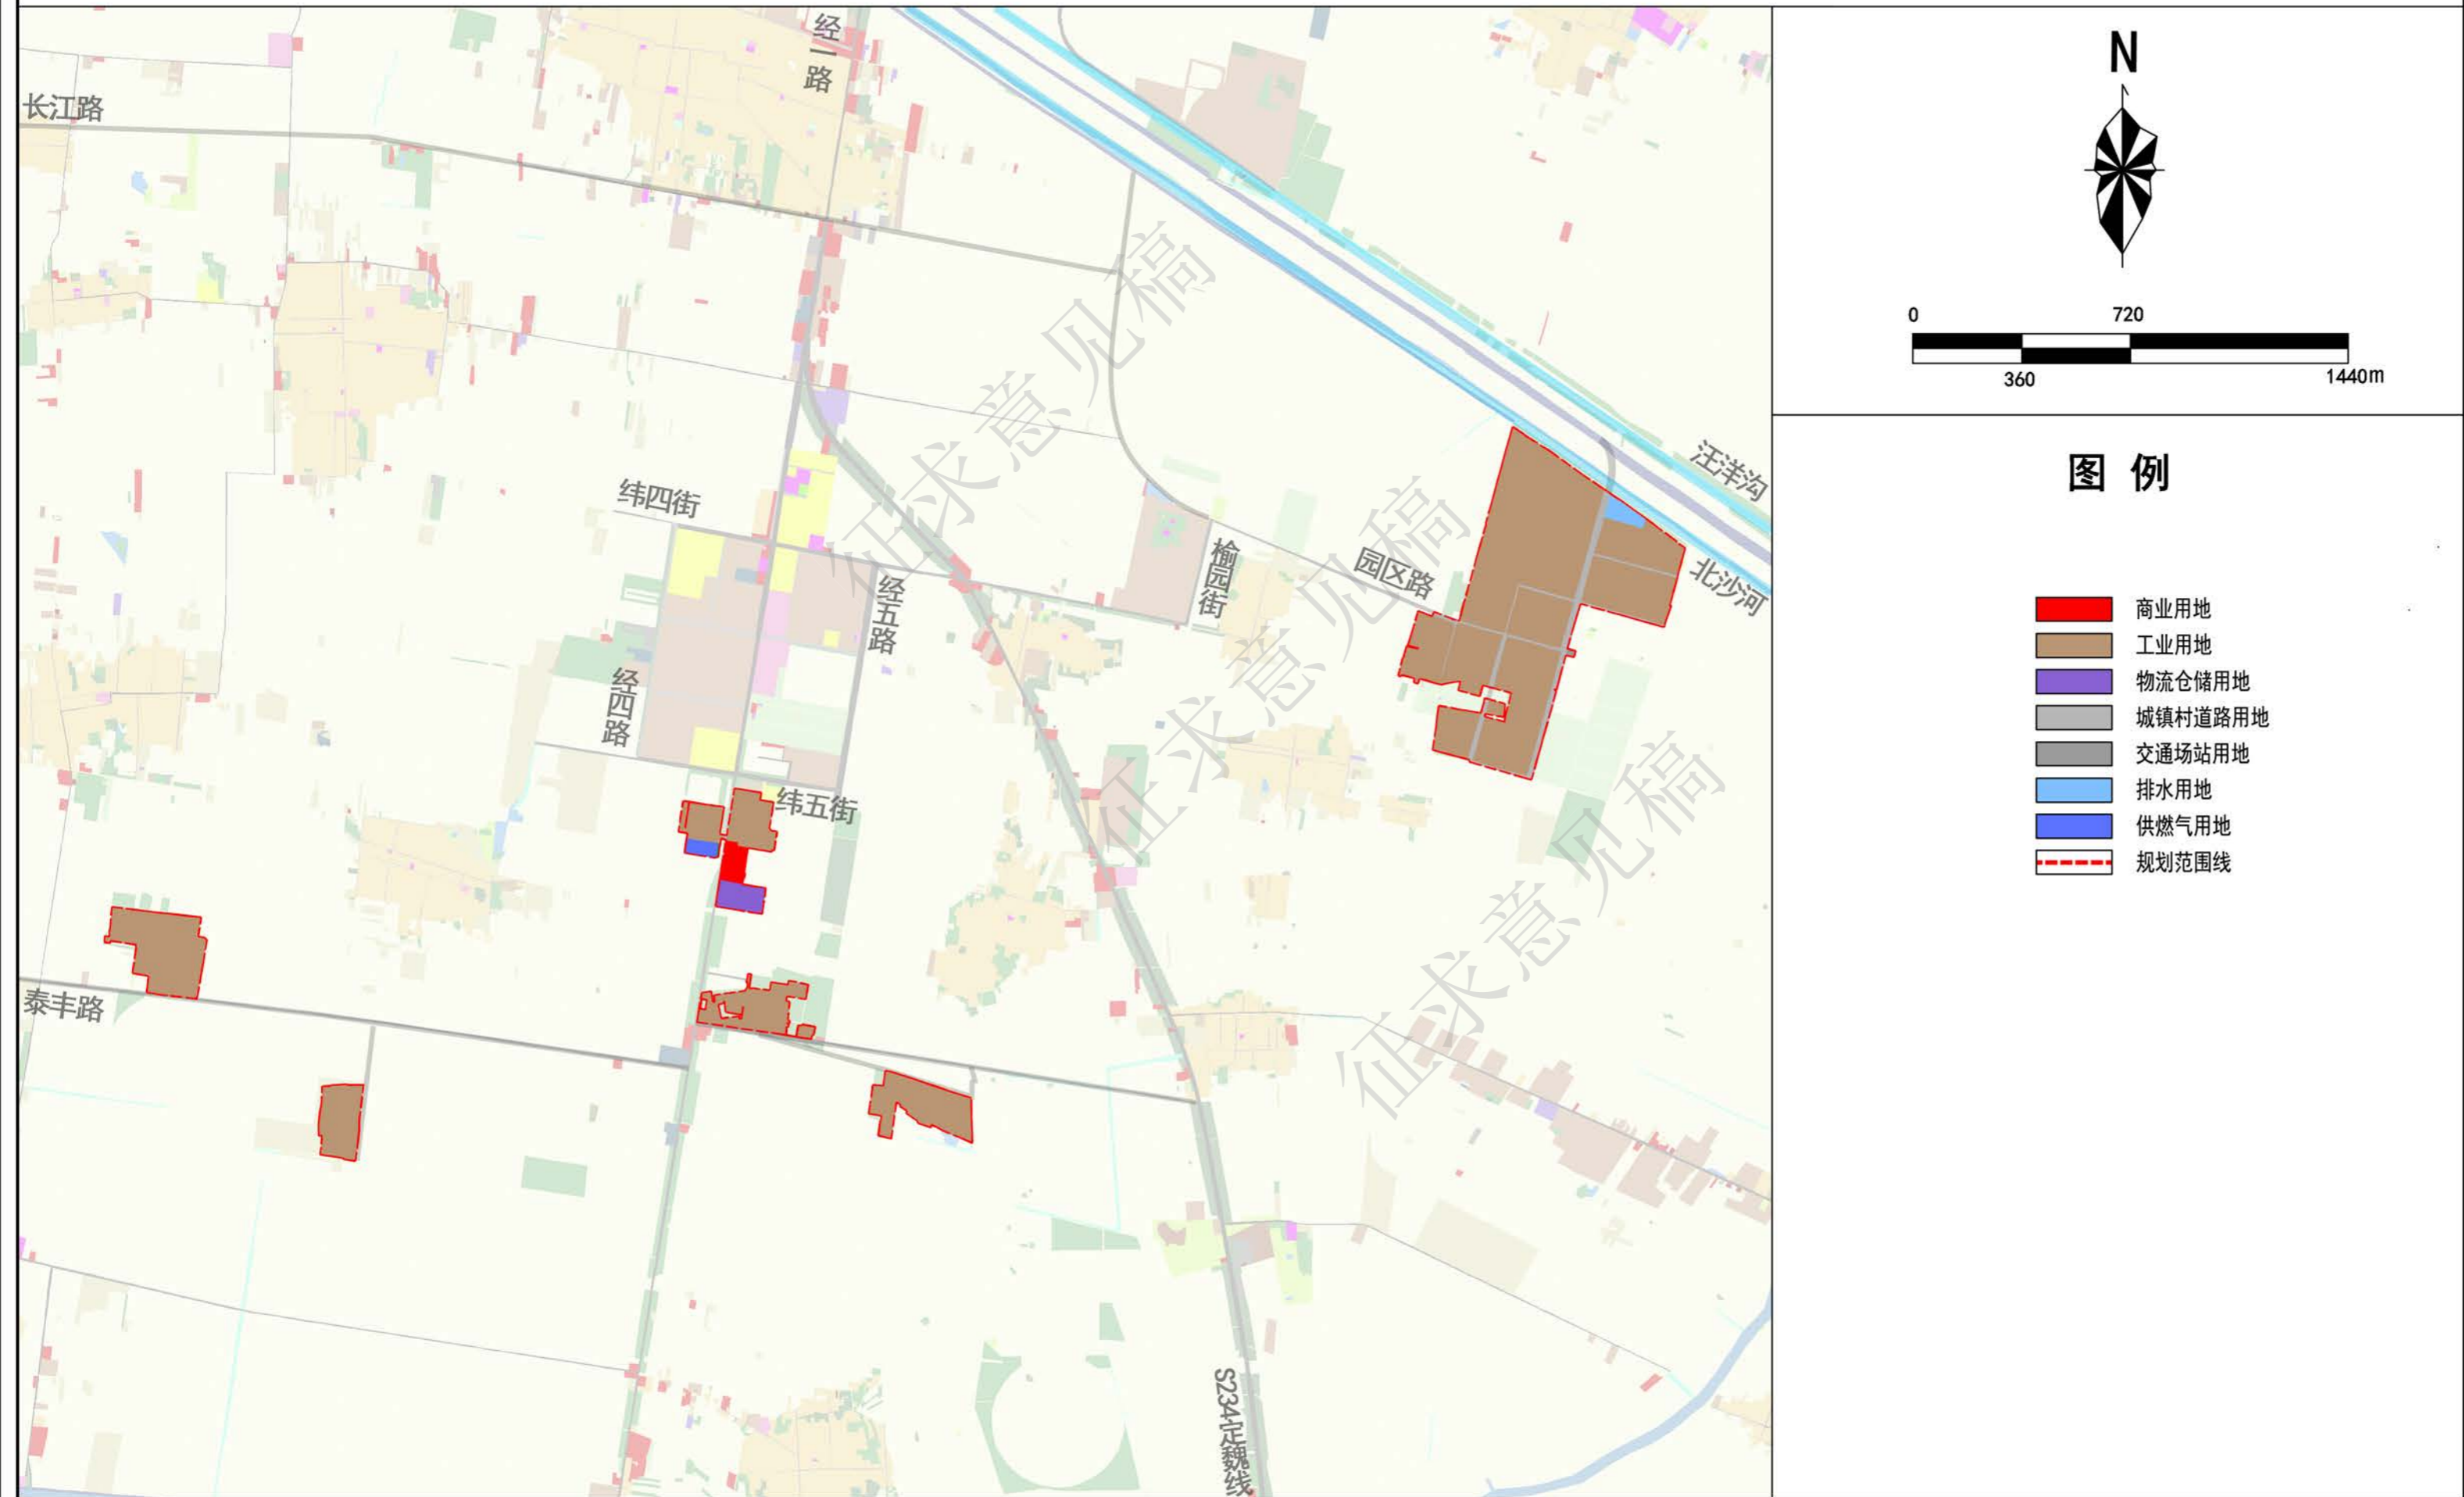 经一路
长江路
纬四街
经五路
经四路
纬五街
榆园街
园区路
汪洋沟
北沙河
泰丰路
S234定魏线
征求意见稿
征求意见稿
征求意见稿
N
0
720
360
1440m
图例
商业用地
工业用地
物流仓储用地
城镇村道路用地
交通场站用地
排水用地
供燃气用地
规划范围线